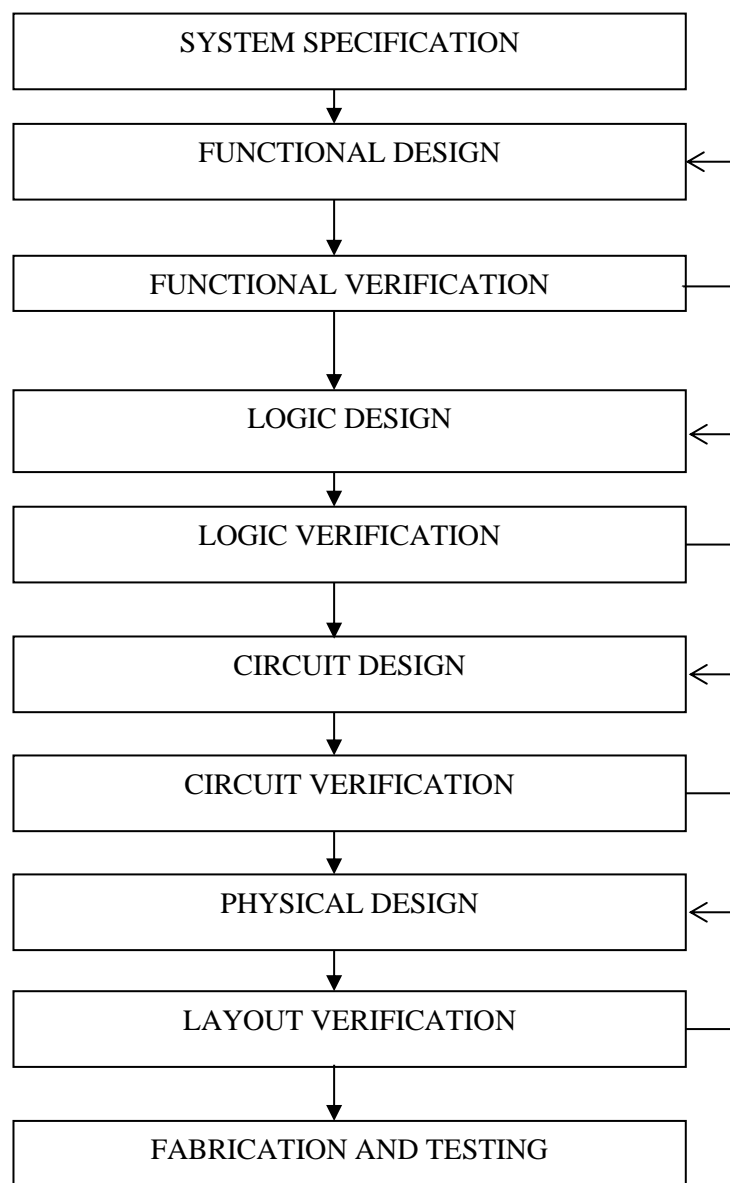 SYSTEM SPECIFICATION
FUNCTIONAL DESIGN
FUNCTIONAL VERIFICATION
LOGIC DESIGN
LOGIC VERIFICATION
CIRCUIT DESIGN
CIRCUIT VERIFICATION
PHYSICAL DESIGN
LAYOUT VERIFICATION
FABRICATION AND TESTING